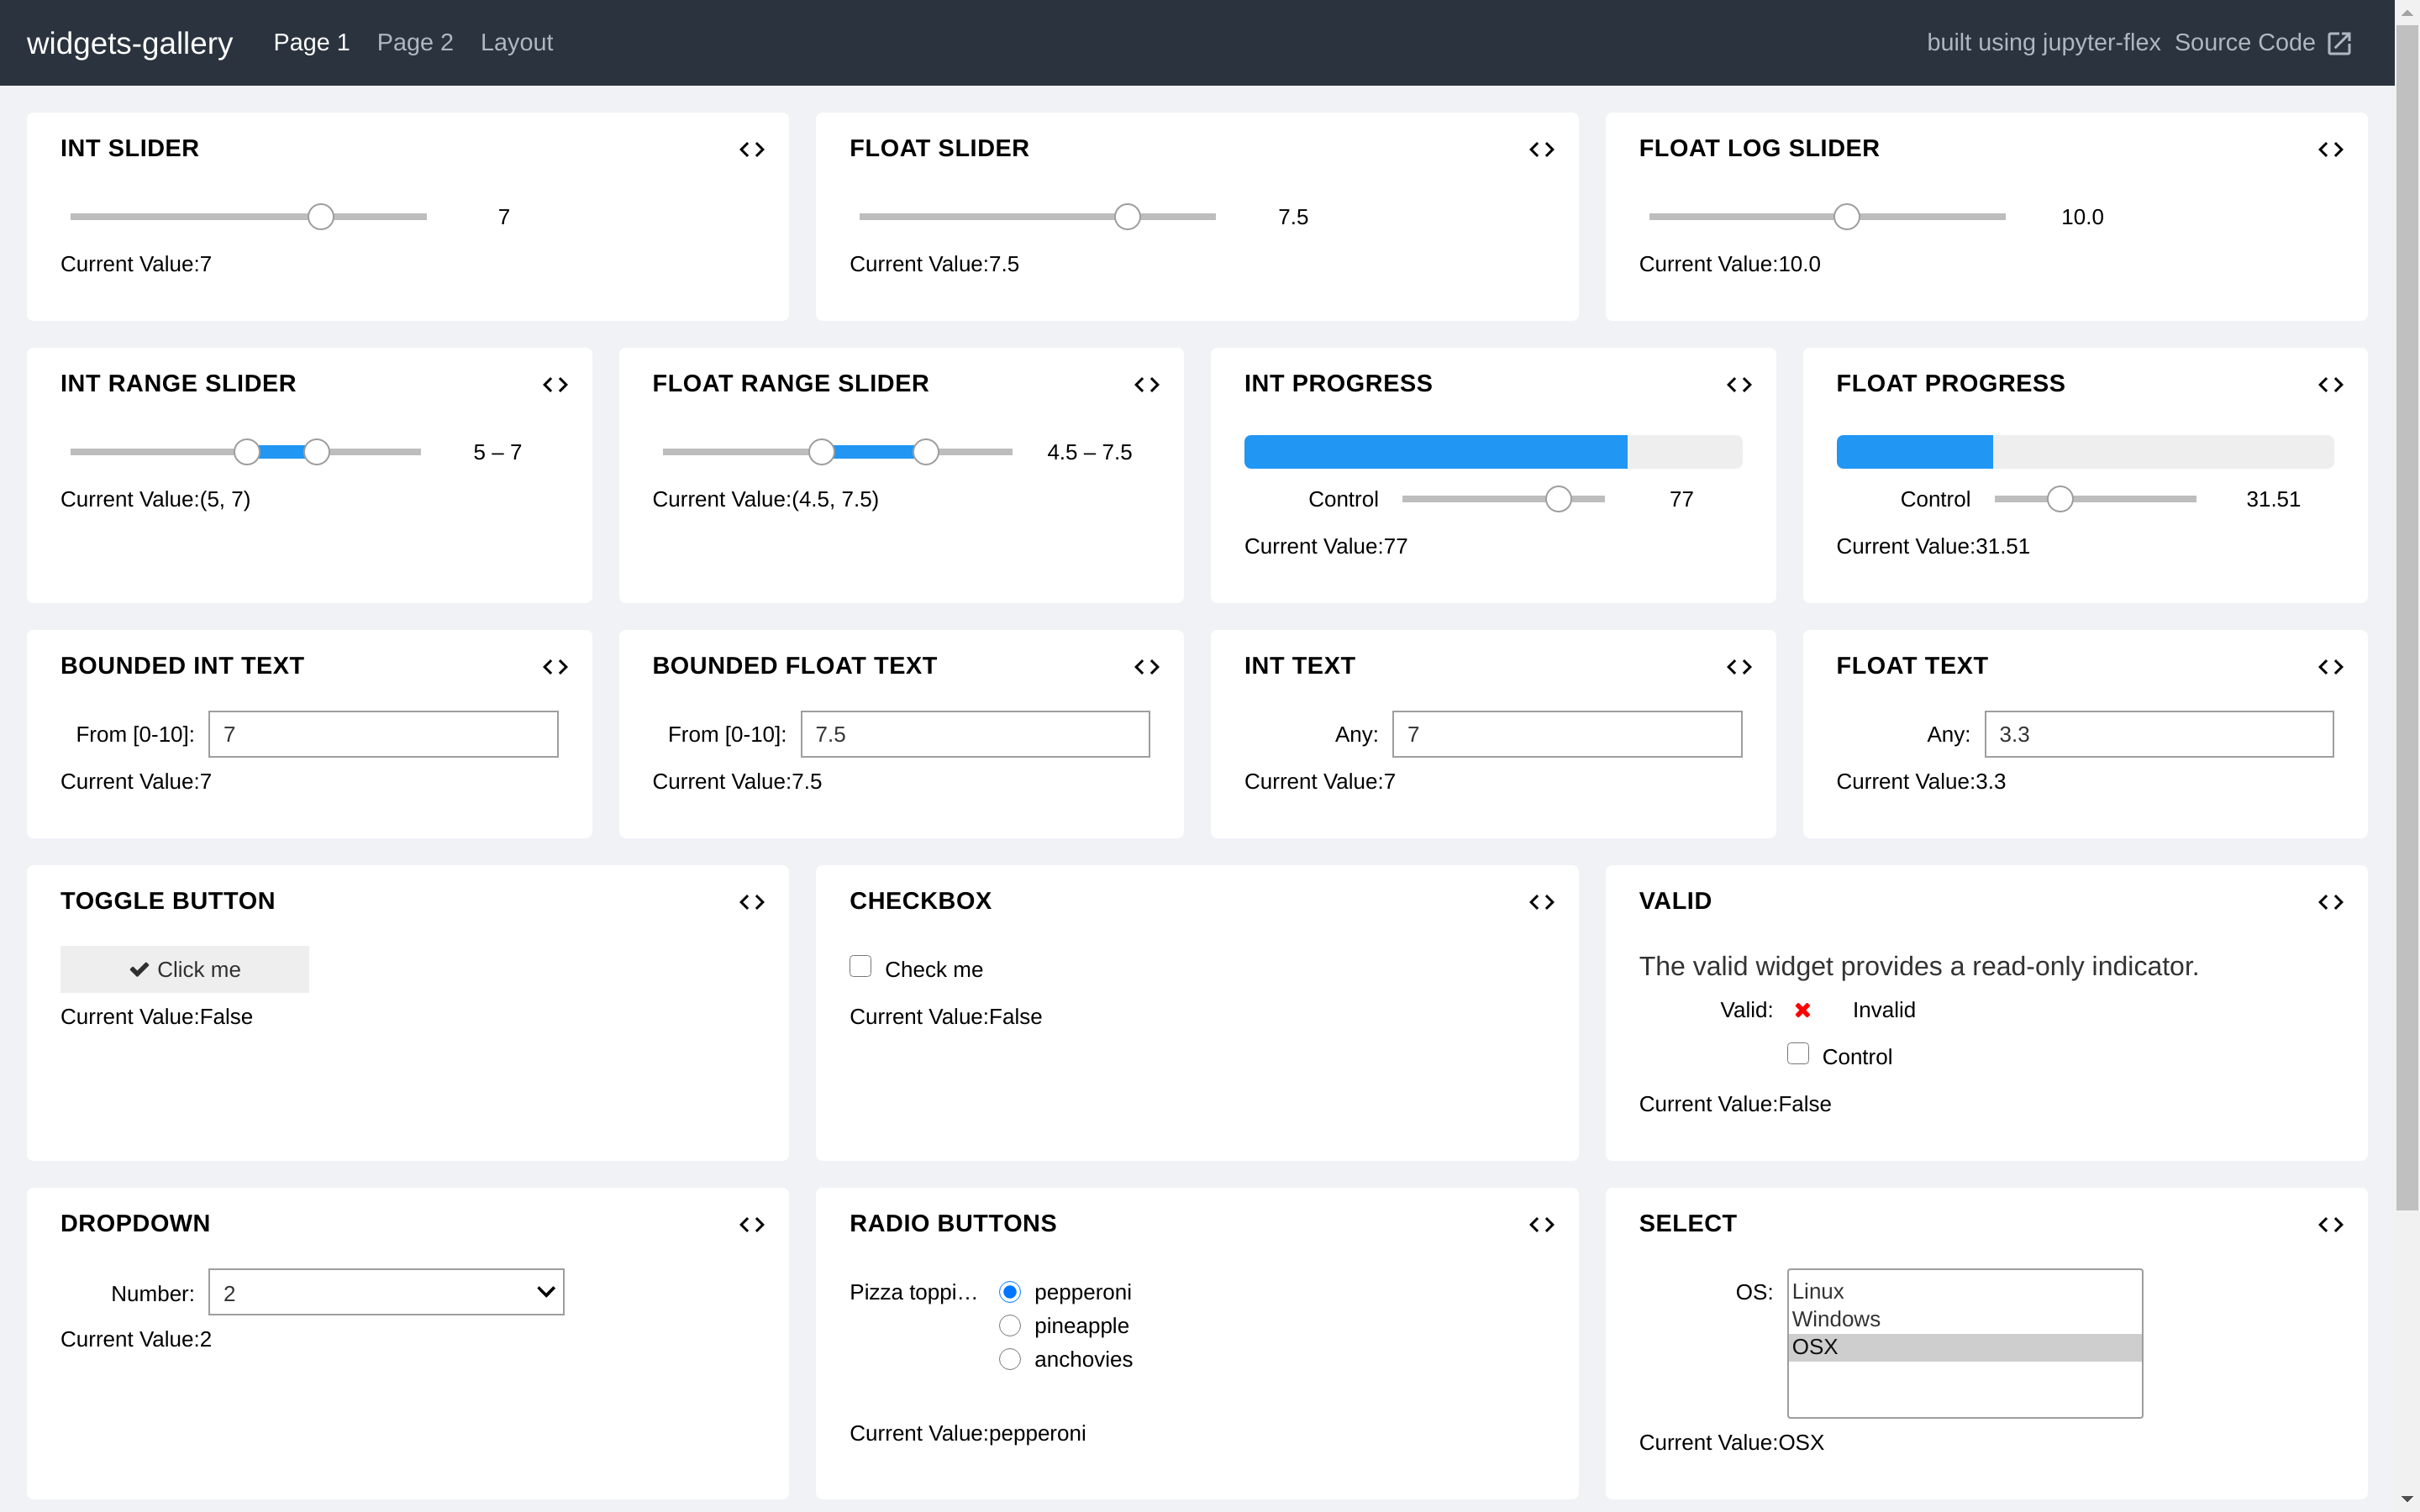 widgets-gallery Page 1 Page 2 Layout built using jupyter-flex Source Code
INT SLIDER
7
Current Value:7
FLOAT SLIDER
7.5
Current Value:7.5
FLOAT LOG SLIDER
10.0
Current Value:10.0
INT RANGE SLIDER
5 – 7
Current Value:(5, 7)
FLOAT RANGE SLIDER
4.5 – 7.5
Current Value:(4.5, 7.5)
INT PROGRESS
Control 77
Current Value:77
FLOAT PROGRESS
Control 31.51
Current Value:31.51
BOUNDED INT TEXT
From [0-10]: 7
Current Value:7
BOUNDED FLOAT TEXT
From [0-10]: 7.5
Current Value:7.5
INT TEXT
Any: 7
Current Value:7
FLOAT TEXT
Any: 3.3
Current Value:3.3
TOGGLE BUTTON
Click me
Current Value:False
CHECKBOX
Check me
Current Value:False
VALID
The valid widget provides a read-only indicator.
Valid: Invalid
Control
Current Value:False
DROPDOWN
Number: 2
Current Value:2
RADIO BUTTONS
Pizza toppi… pepperoni
pineapple
anchovies
Current Value:pepperoni
SELECT
OS: Linux
Windows
OSX
Current Value:OSX